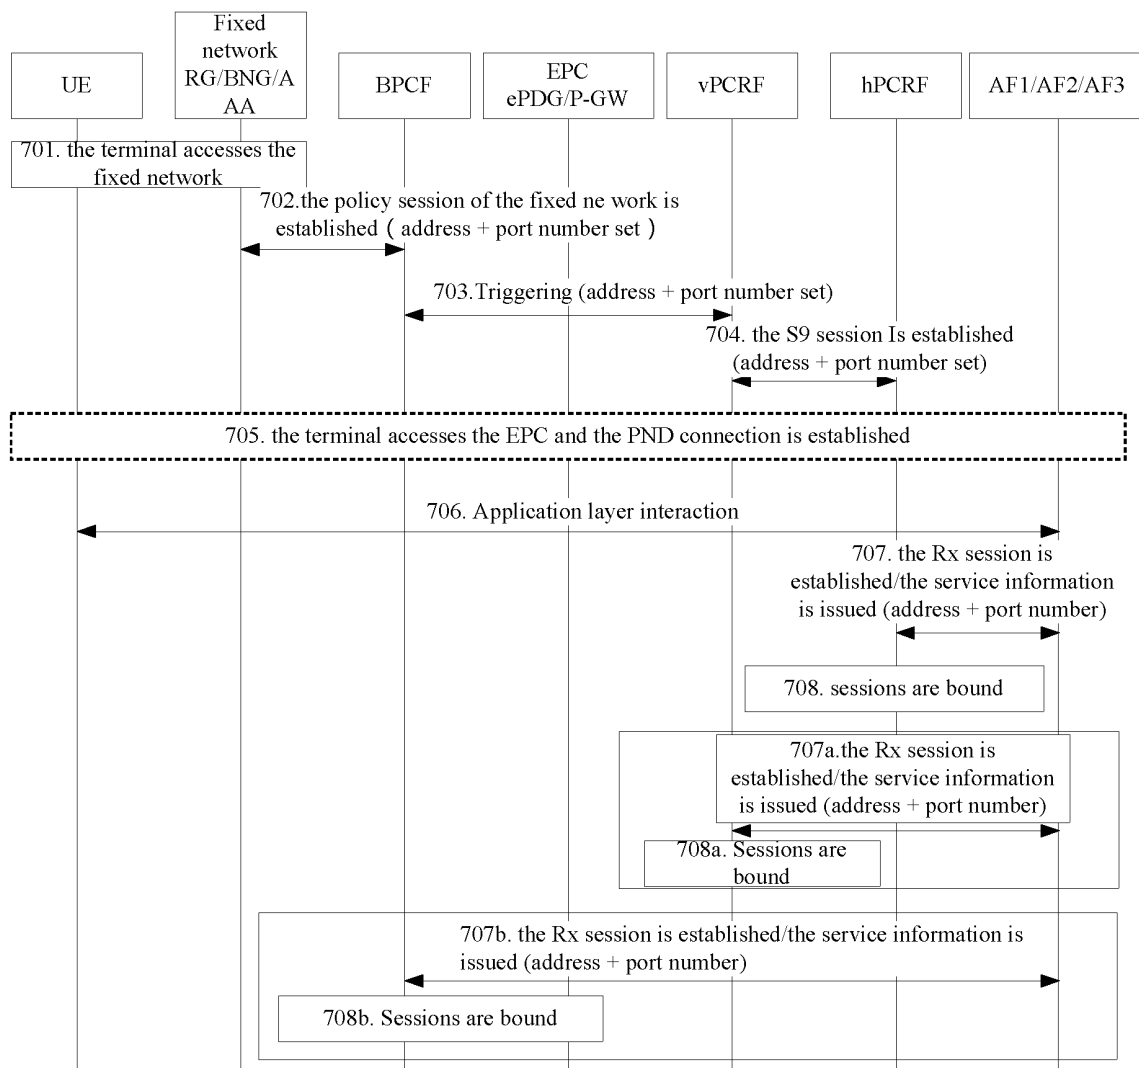 UE
Fixed
network
RG/BNG/A
AA
BPCF
EPC
ePDG/P-GW
vPCRF
hPCRF
AF1/AF2/AF3
701. the terminal accesses the
fixed network
702.the policy session of the fixed ne work is
established ( address + port number set )
703.Triggering (address + port number set)
704. the S9 session Is established
(address + port number set)
705. the terminal accesses the EPC and the PND connection is established
706. Application layer interaction
707. the Rx session is
established/the service information
is issued (address + port number)
708. sessions are bound
707a.the Rx session is
established/the service information
is issued (address + port number)
708a. Sessions are
bound
707b. the Rx session is established/the service information is
issued (address + port number)
708b. Sessions are bound